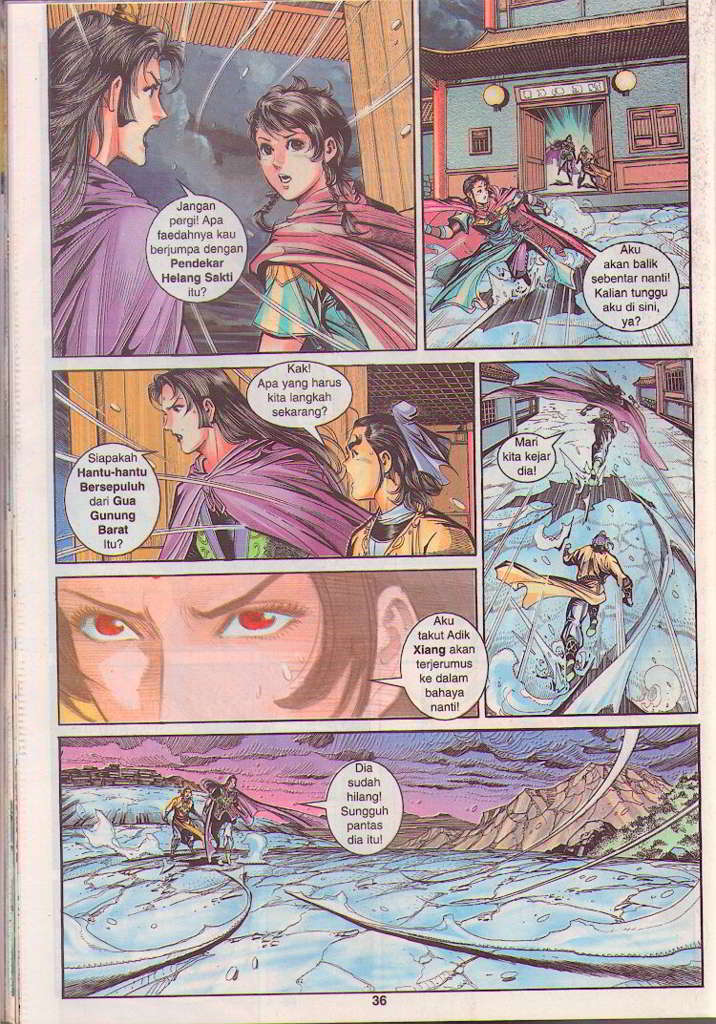 Jangan
pergi! Apa
faedahnya kau
berjumpa dengan
Pendekar
Helang Sakti
itu?
Aku
akan balik
sebentar nanti!
Kalian tunggu
aku di sini,
ya?
Kak!
Apa yang harus
kita langkah
sekarang?
Siapakah
Hantu-hantu
Bersepuluh
dari Gua
Gunung
Barat
Itu?
Mari
kita kejar
dia!
Aku
takut Adik
Xiang akan
terjerumus
ke dalam
bahaya
nanti!
Dia
sudah
hilang!
Sungguh
pantas
dia itu!
36